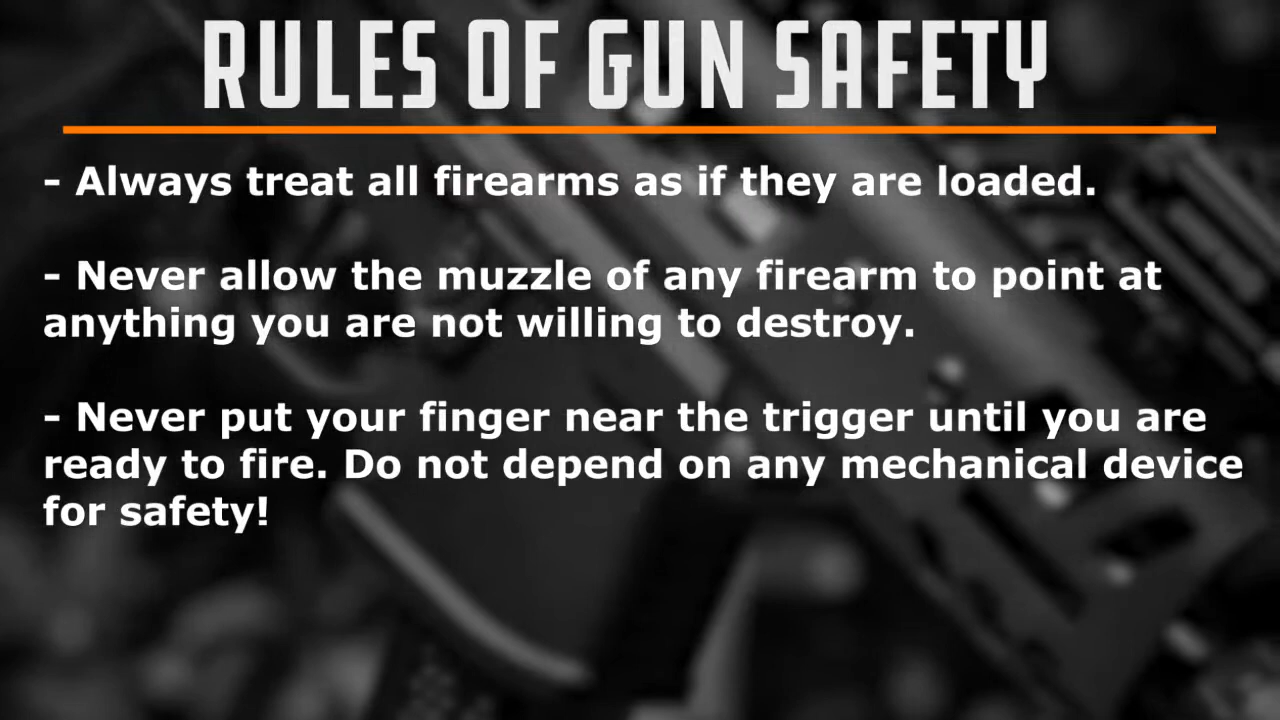 RULES OF GUN SAFETY
- Always treat all firearms as if they are loaded.
- Never allow the muzzle of any firearm to point at
anything you are not willing to destroy.
- Never put your finger near the trigger until you are
ready to fire. Do not depend on any mechanical device
for safety!